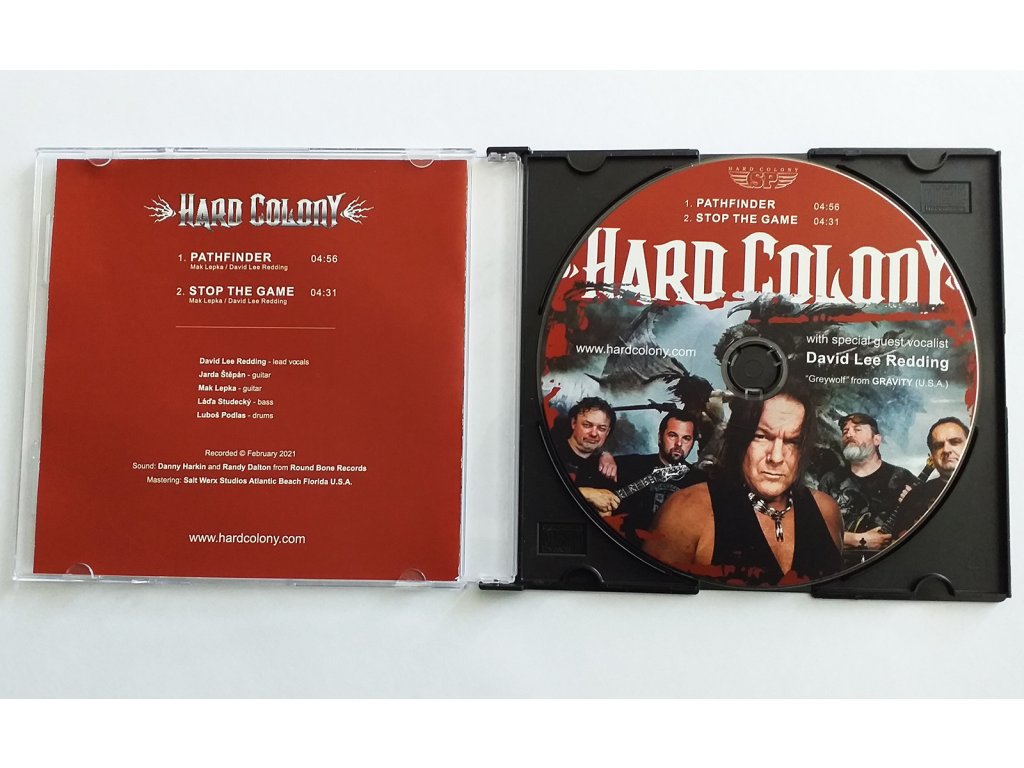 HARD COLONY
1. PATHFINDER 04:56
Mak Lepka / David Lee Redding
2. STOP THE GAME 04:31
Mak Lepka / David Lee Redding
David Lee Redding - lead vocals
Jarda Štěpán - guitar
Mak Lepka - guitar
Láďa Studecký - bass
Luboš Podlas - drums
Recorded © February 2021
Sound: Danny Harkin and Randy Dalton from Round Bone Records
Mastering: Salt Werx Studios Atlantic Beach Florida U.S.A.
www.hardcolony.com
HARD COLONY
SP
1. PATHFINDER 04:56
2. STOP THE GAME 04:31
HARD COLONY
with special guest vocalist
www.hardcolony.com
David Lee Redding
"Greywolf" from GRAVITY (U.S.A.)